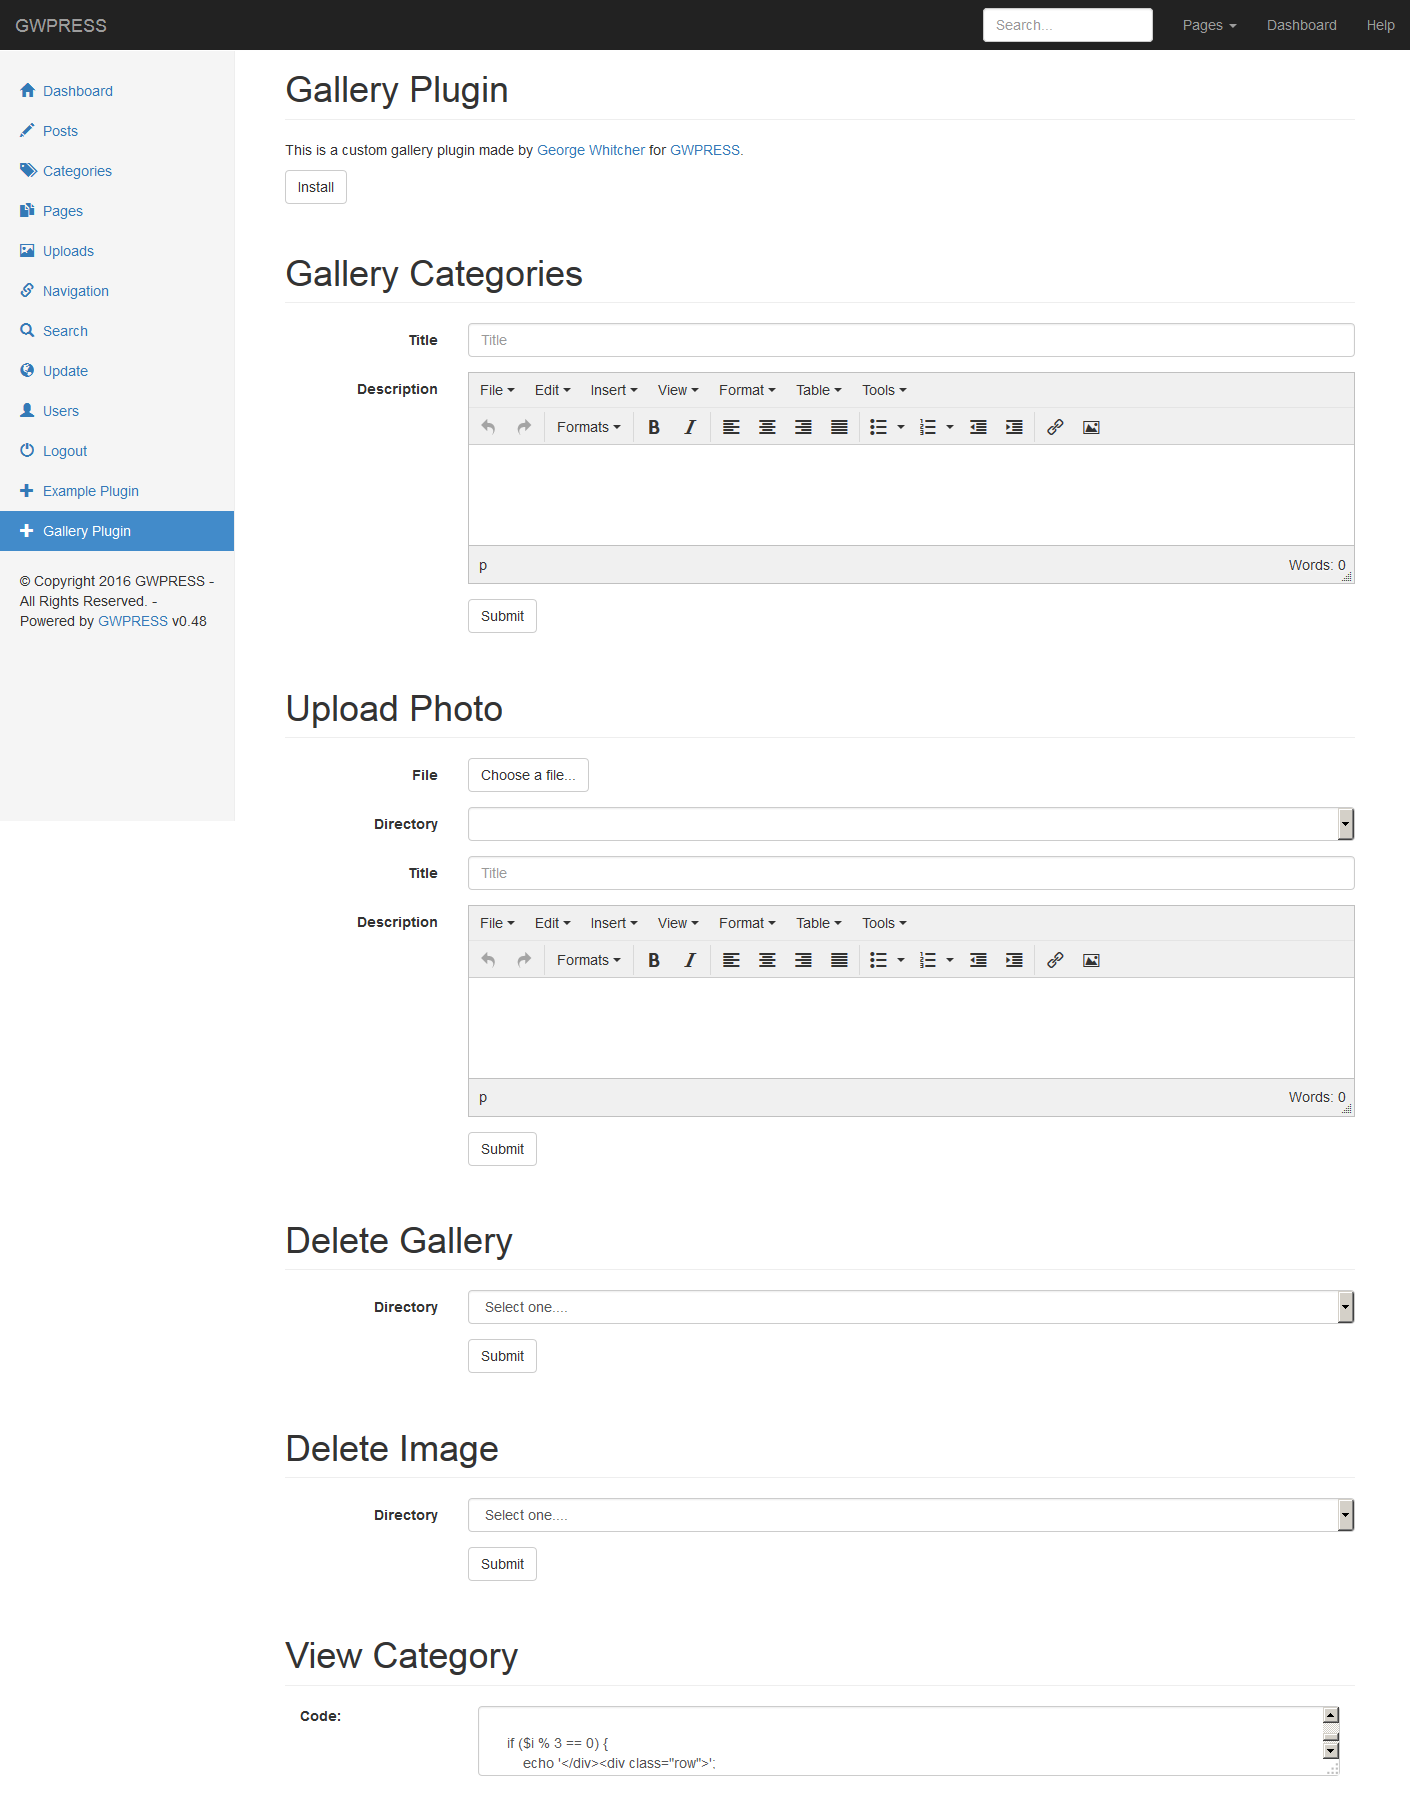 GWPRESS
Search...
Pages
Dashboard
Help
Dashboard
Posts
Categories
Pages
Uploads
Navigation
Search
Update
Users
Logout
Example Plugin
Gallery Plugin
© Copyright 2016 GWPRESS -
All Rights Reserved. -
Powered by GWPRESS v0.48
Gallery Plugin
This is a custom gallery plugin made by George Whitcher for GWPRESS.
Install
Gallery Categories
Title
Title
Description
File Edit Insert View Format Table Tools
Formats B I
p
Words: 0
Submit
Upload Photo
File
Choose a file...
Directory
Title
Title
Description
File Edit Insert View Format Table Tools
Formats B I
p
Words: 0
Submit
Delete Gallery
Directory
Select one....
Submit
Delete Image
Directory
Select one....
Submit
View Category
Code:
if ($i % 3 == 0) {
echo '</div><div class="row">';